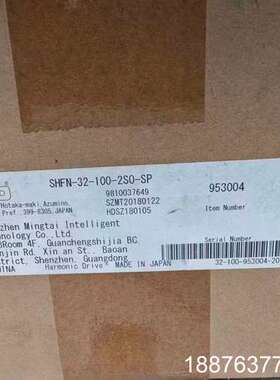 SHFN-32-100-2SO-SP
9810037649
953004
Hotaka-maki, Azumino,
SZMT20180122
Pref. 399-8305, JAPAN
HDSZ180105
Item Number
zhen Mingtai Intelligent
hnology Co., Ltd.
Room 4F, Guanchengshijia BC
njin Rd. Xin an St., Baoan
Serial Number
trict, Shenzhen, Guangdong
HINA
Harmonic Drive® MADE IN JAPAN
32-100-953004-20
18876377